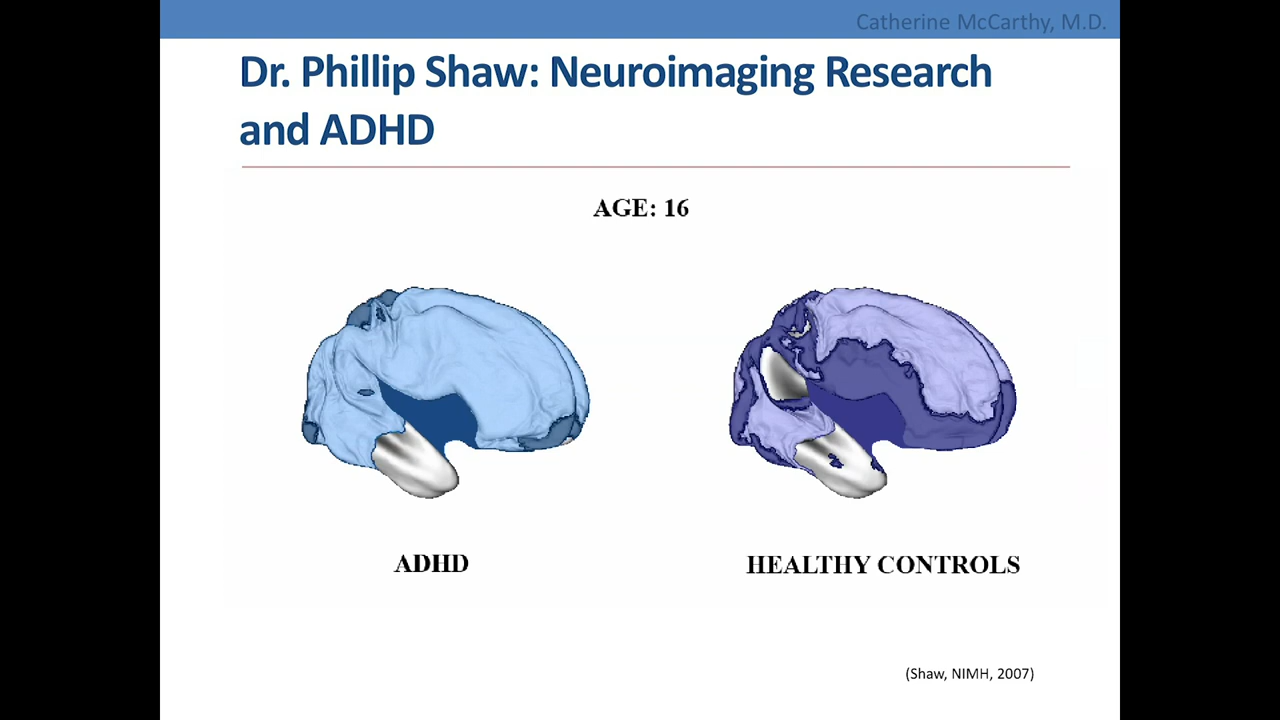 Catherine McCarthy, M.D.
Dr. Phillip Shaw: Neuroimaging Research
and ADHD
AGE: 16
ADHD
HEALTHY CONTROLS
(Shaw, NIMH, 2007)